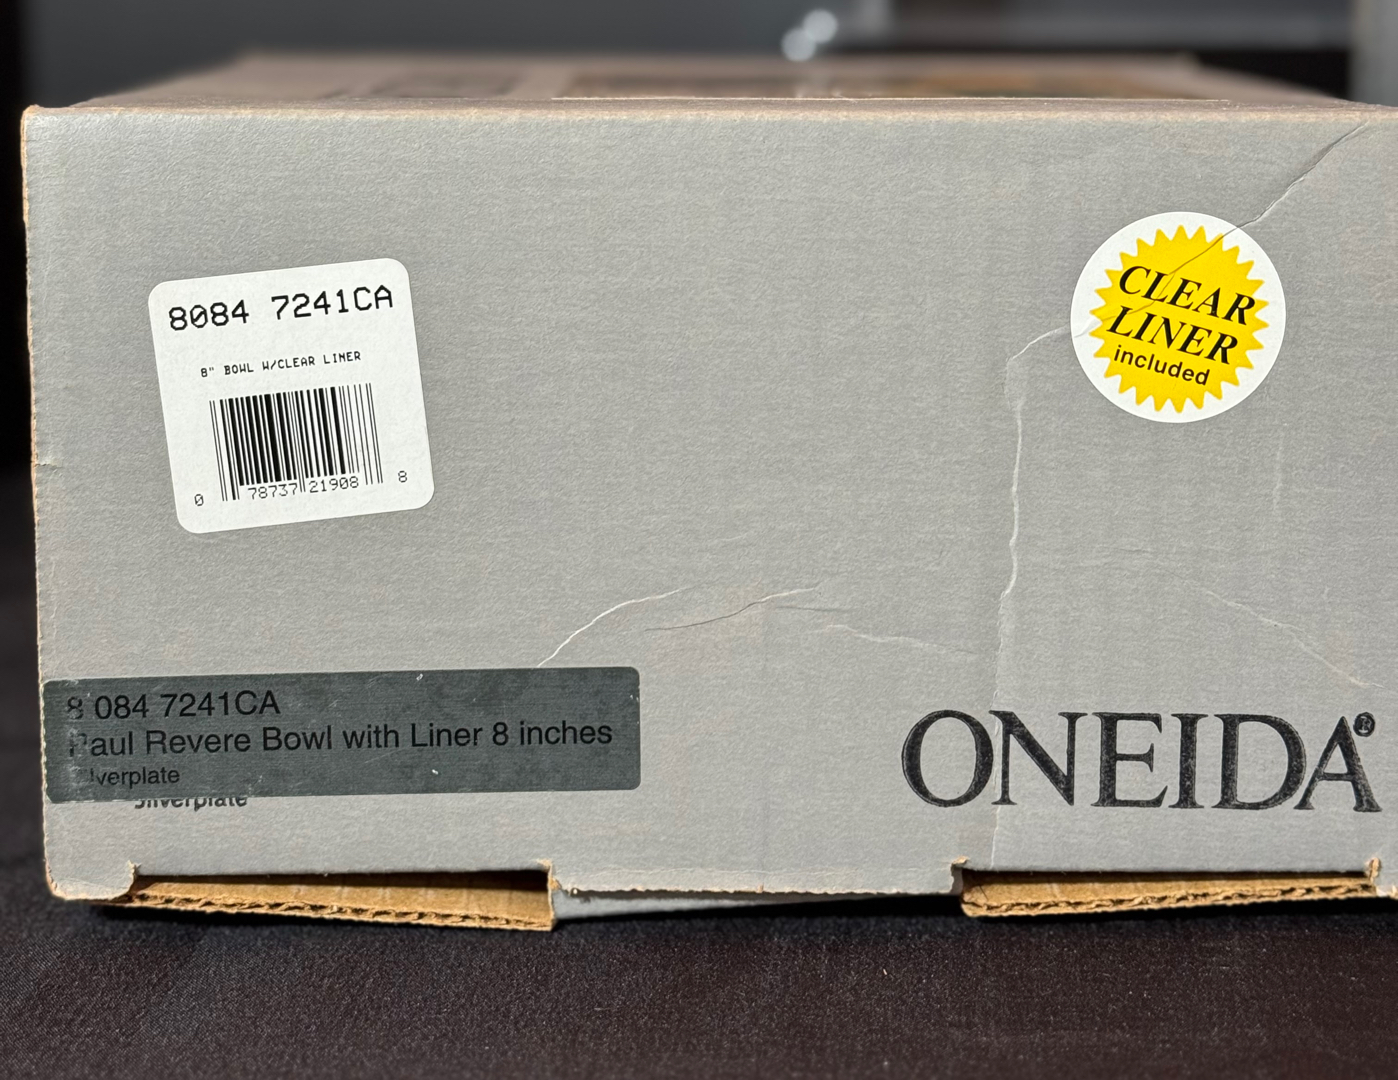 8084 7241CA
8" BOWL W/CLEAR LINER
0 78737 21908 8
CLEAR
LINER
included
8 084 7241CA
Paul Revere Bowl with Liner 8 inches
Silverplate
Silverplate
ONEIDA®